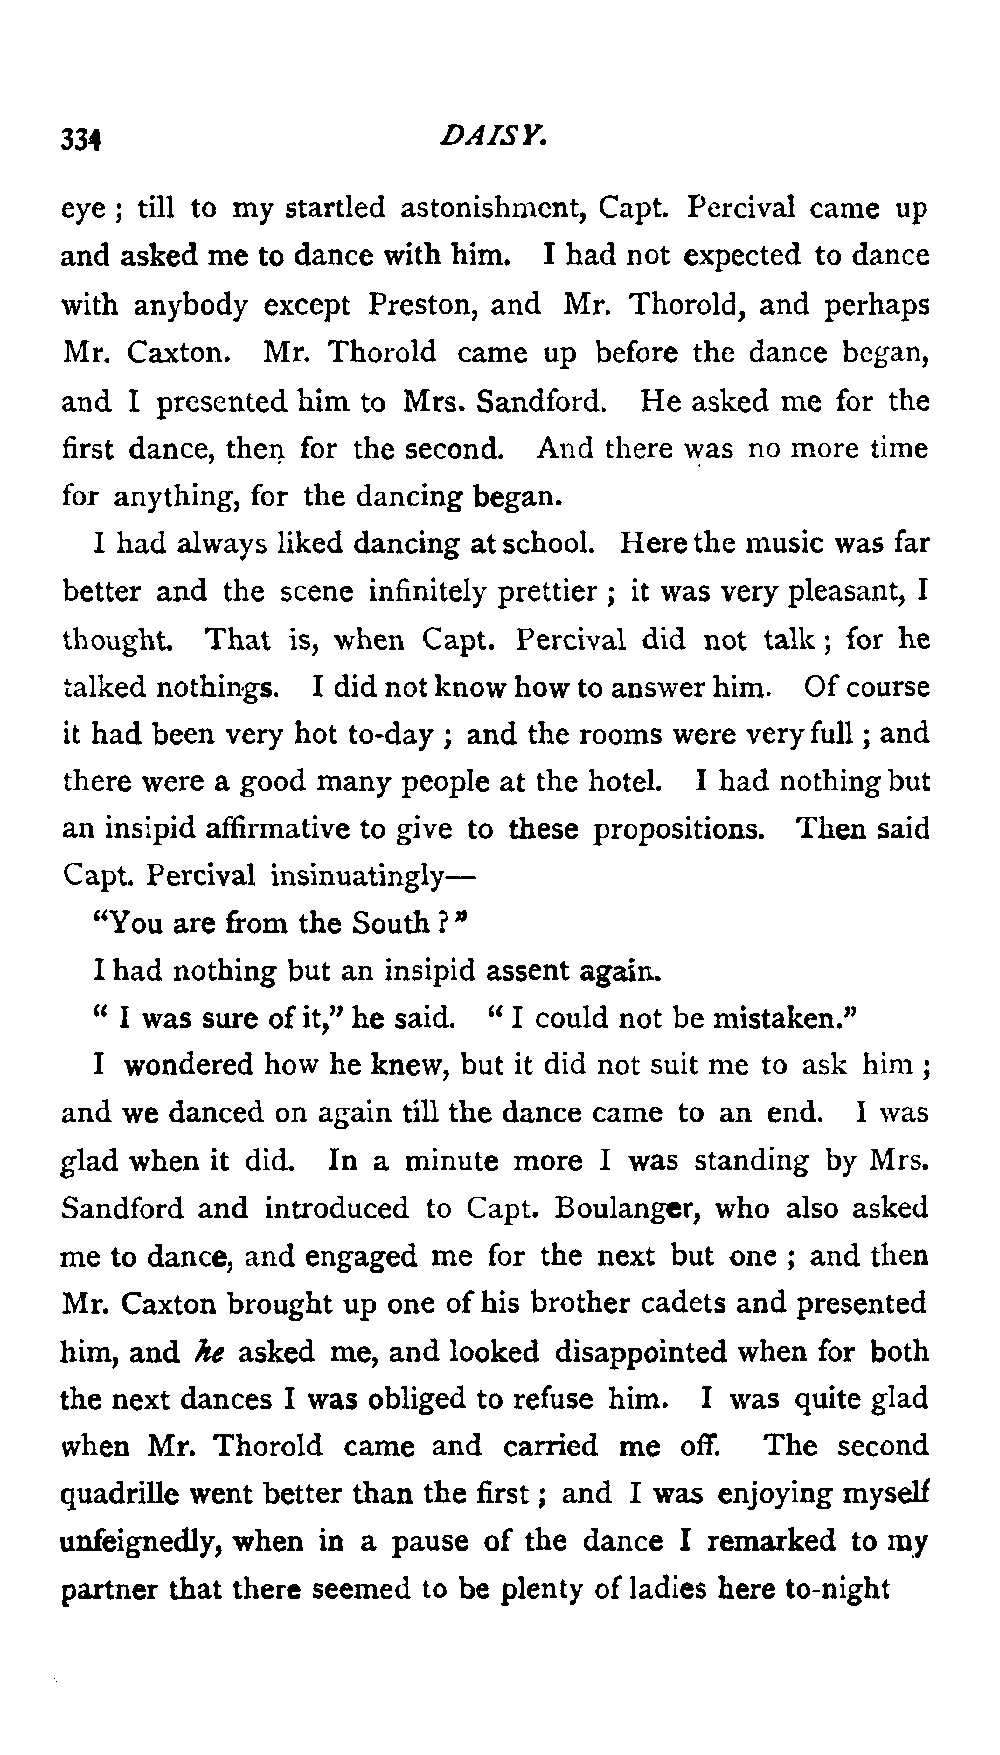 334 DAISY.
eye ; till to my startled astonishment, Capt. Percival came up
and asked me to dance with him. I had not expected to dance
with anybody except Preston, and Mr. Thorold, and perhaps
Mr. Caxton. Mr. Thorold came up before the dance began,
and I presented him to Mrs. Sandford. He asked me for the
first dance, then for the second. And there was no more time
for anything, for the dancing began.
I had always liked dancing at school. Here the music was far
better and the scene infinitely prettier ; it was very pleasant, I
thought. That is, when Capt. Percival did not talk ; for he
talked nothings. I did not know how to answer him. Of course
it had been very hot to-day ; and the rooms were very full ; and
there were a good many people at the hotel. I had nothing but
an insipid affirmative to give to these propositions. Then said
Capt. Percival insinuatingly—
“You are from the South ?”
I had nothing but an insipid assent again.
“ I was sure of it,” he said. “ I could not be mistaken.”
I wondered how he knew, but it did not suit me to ask him ;
and we danced on again till the dance came to an end. I was
glad when it did. In a minute more I was standing by Mrs.
Sandford and introduced to Capt. Boulanger, who also asked
me to dance, and engaged me for the next but one ; and then
Mr. Caxton brought up one of his brother cadets and presented
him, and he asked me, and looked disappointed when for both
the next dances I was obliged to refuse him. I was quite glad
when Mr. Thorold came and carried me off. The second
quadrille went better than the first ; and I was enjoying myself
unfeignedly, when in a pause of the dance I remarked to my
partner that there seemed to be plenty of ladies here to-night